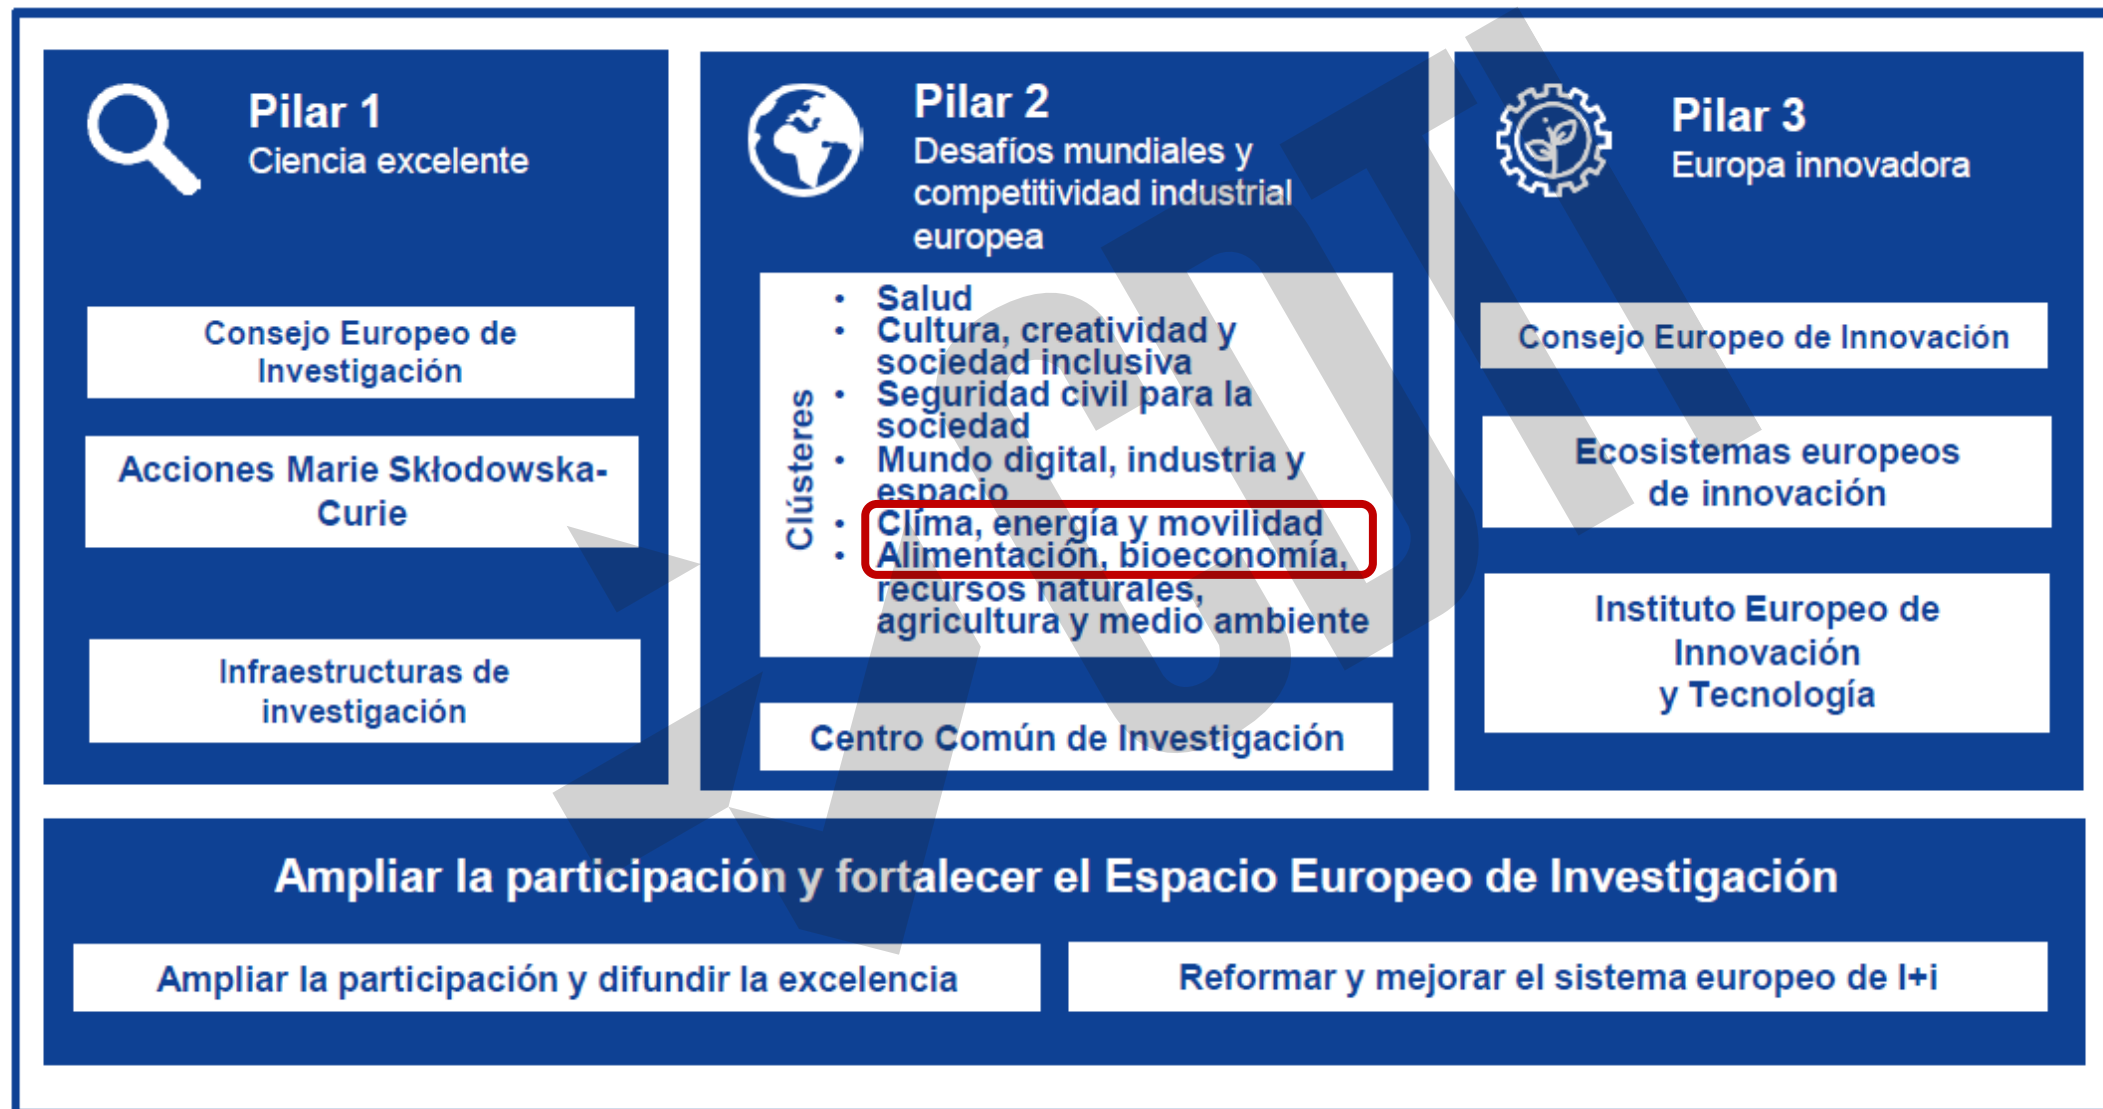 Pilar 1
Ciencia excelente
Consejo Europeo de
Investigación
Acciones Marie Skłodowska-
Curie
Infraestructuras de
investigación
Pilar 2
Desafíos mundiales y
competitividad industrial
europea
Clústeres
• Salud
• Cultura, creatividad y
sociedad inclusiva
• Seguridad civil para la
sociedad
• Mundo digital, industria y
espacio
• Clima, energía y movilidad
• Alimentación, bioeconomía,
recursos naturales,
agricultura y medio ambiente
Centro Común de Investigación
Pilar 3
Europa innovadora
Consejo Europeo de Innovación
Ecosistemas europeos
de innovación
Instituto Europeo de
Innovación
y Tecnología
Ampliar la participación y fortalecer el Espacio Europeo de Investigación
Ampliar la participación y difundir la excelencia
Reformar y mejorar el sistema europeo de I+i
CDTI